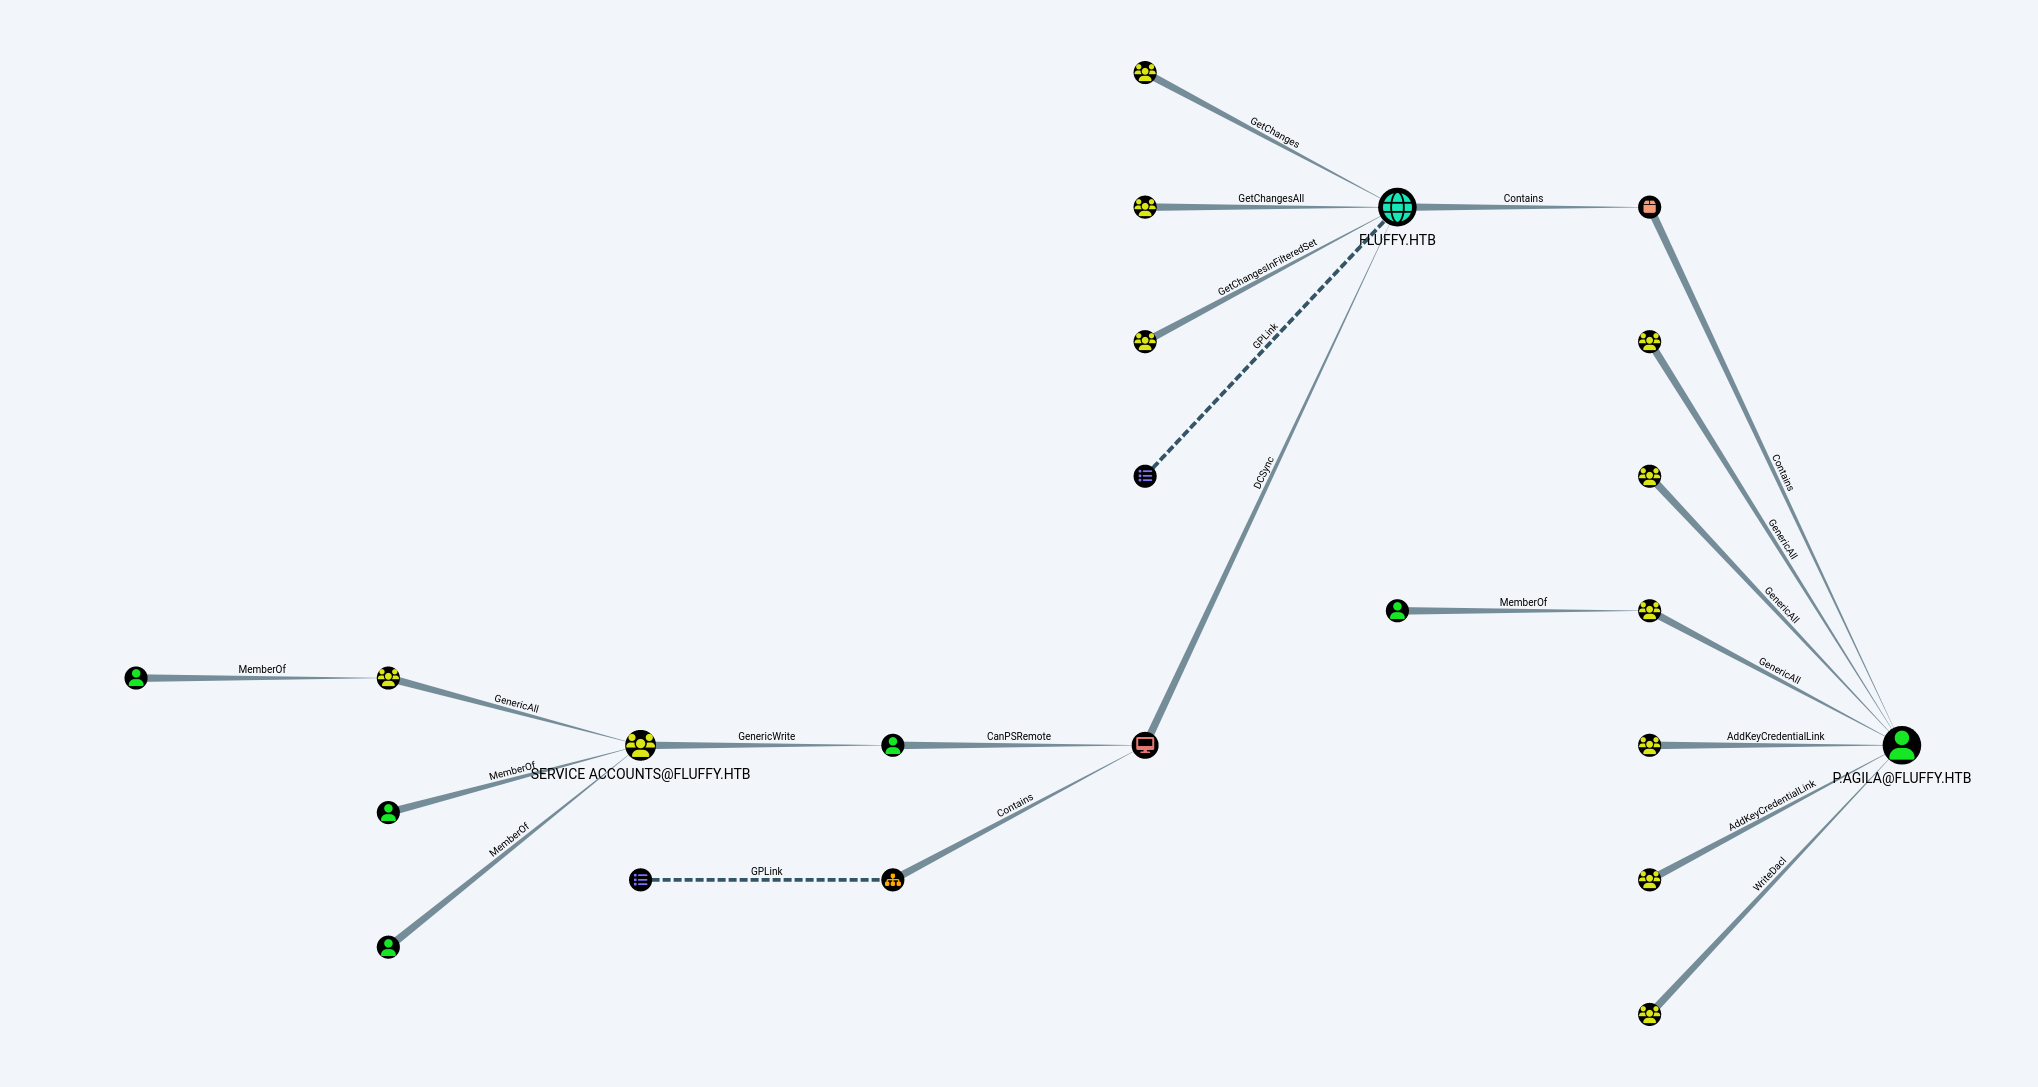 GetChanges
GetChangesAll
Contains
FLUFFY.HTB
GetChangesInFilteredSet
GPLink
DCSync
Contains
GenericAll
GenericAll
MemberOf
GenericAll
MemberOf
GenericAll
GenericWrite
CanPSRemote
AddKeyCredentialLink
MemberOf
SERVICE ACCOUNTS@FLUFFY.HTB
P.AGILA@FLUFFY.HTB
Contains
AddKeyCredentialLink
MemberOf
GPLink
WriteDacl